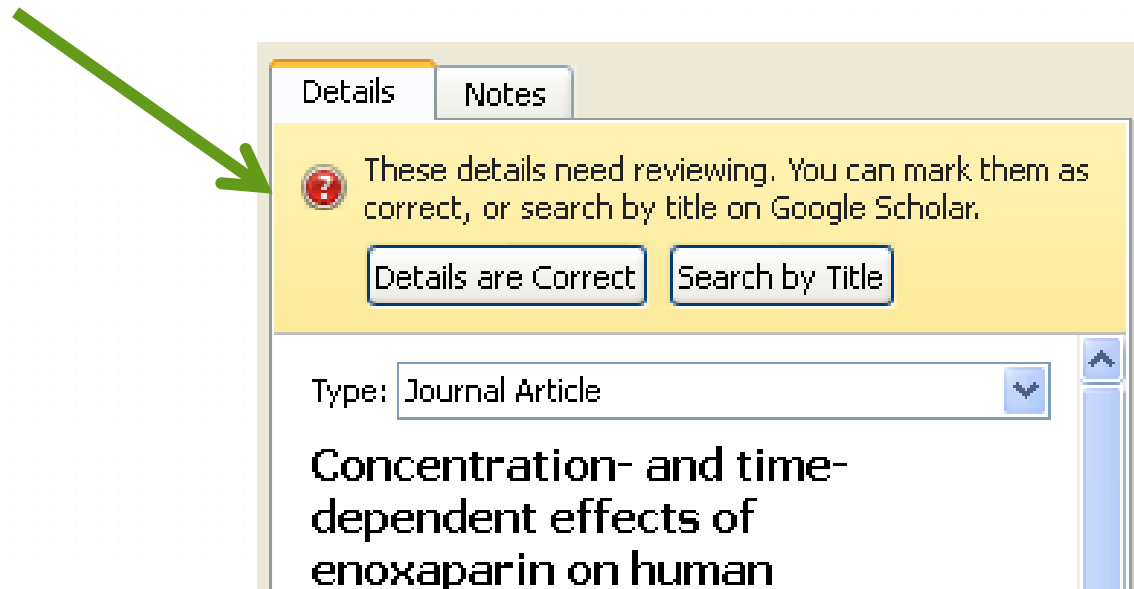 Details Notes
These details need reviewing. You can mark them as
correct, or search by title on Google Scholar.
Details are Correct Search by Title
Type: Journal Article
Concentration- and time-
dependent effects of
enoxaparin on human